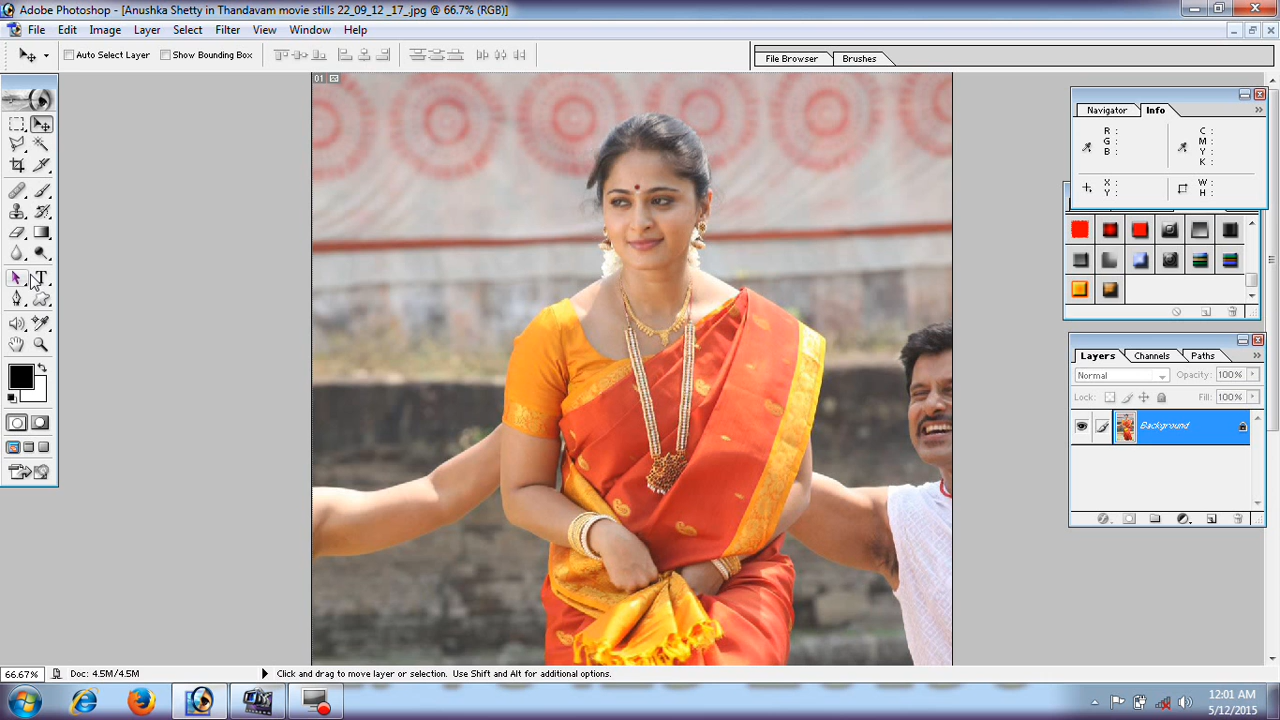 Adobe Photoshop - [Anushka Shetty in Thandavam movie stills 22_09_12 _17_.jpg @ 66.7% (RGB)]
File Edit Image Layer Select Filter View Window Help
Auto Select Layer Show Bounding Box File Browser Brushes
01
Navigator Info
R : C :
G : M :
B : Y :
K :
X : W :
Y : H :
T
Layers Channels Paths
Normal Opacity: 100%
Lock: Fill: 100%
Background
66.67% Doc: 4.5M/4.5M Click and drag to move layer or selection. Use Shift and Alt for additional options.
12:01 AM
5/12/2015